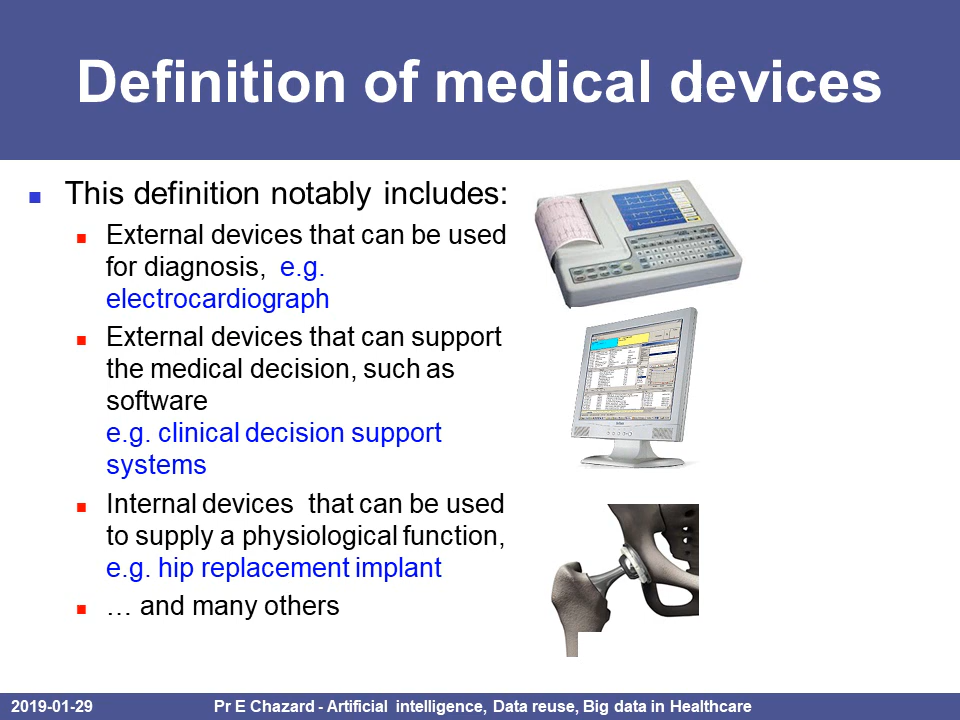 Definition of medical devices
This definition notably includes:
External devices that can be used
for diagnosis,  e.g.
electrocardiograph
External devices that can support
the medical decision, such as
software
e.g. clinical decision support
systems
Internal devices  that can be used
to supply a physiological function,
e.g. hip replacement implant
… and many others
2019-01-29
Pr E Chazard - Artificial intelligence, Data reuse, Big data in Healthcare